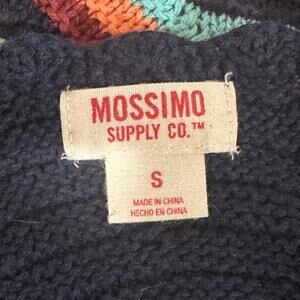 MOSSIMO
SUPPLY CO.™
S
MADE IN CHINA
HECHO EN CHINA